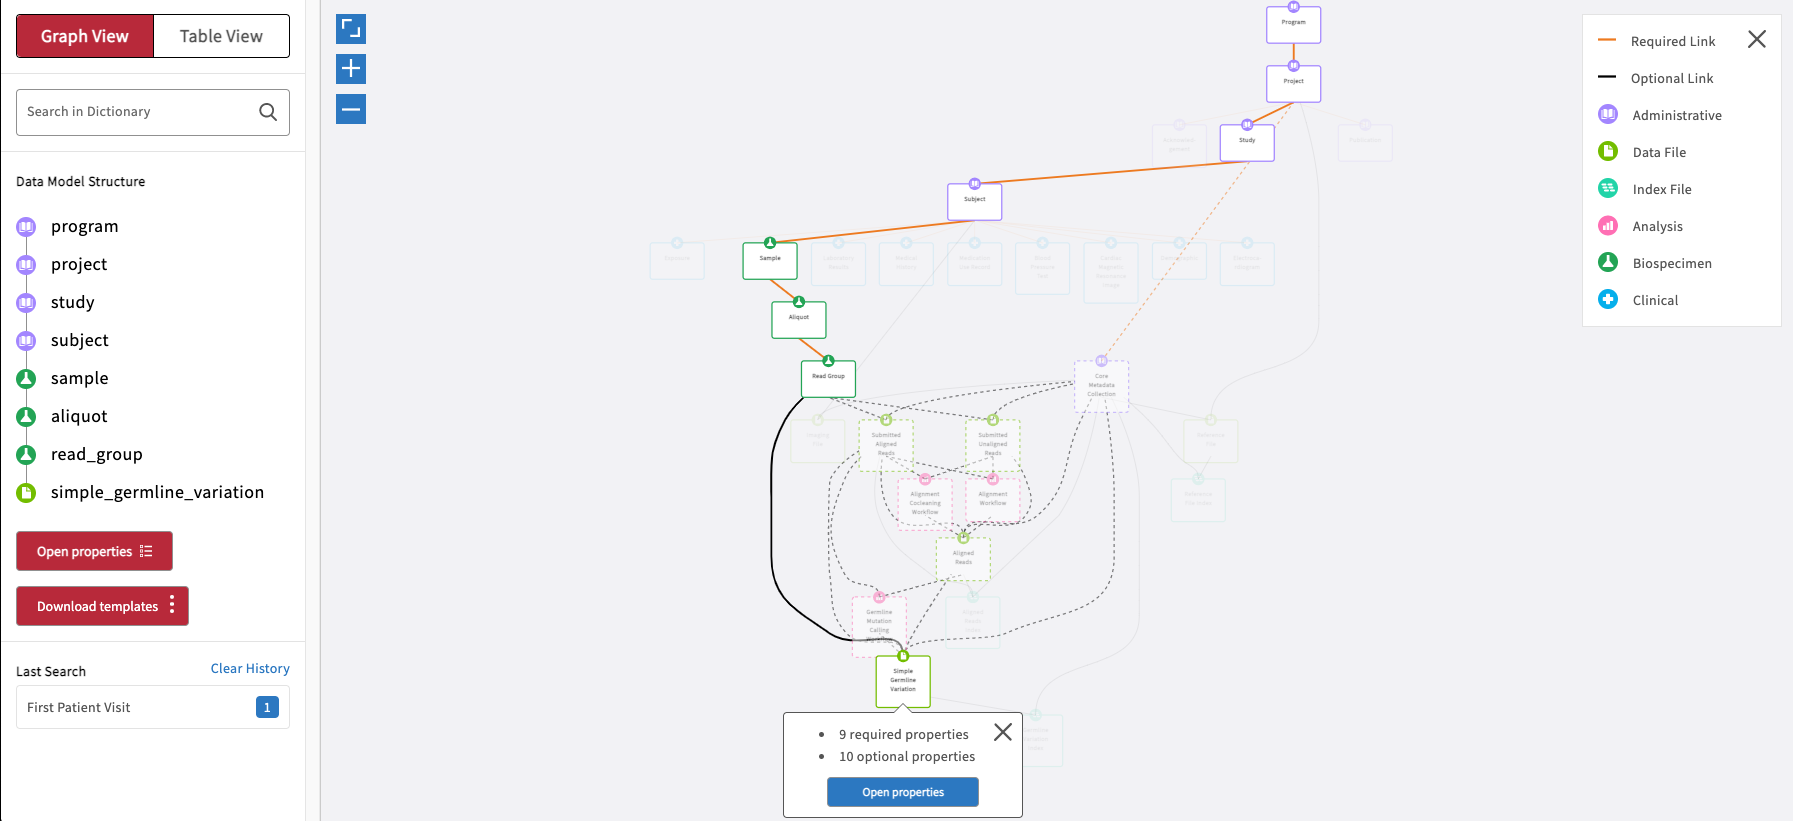 Graph View
Table View
Search in Dictionary
Data Model Structure
program
project
study
subject
sample
aliquot
read_group
simple_germline_variation
Open properties
Download templates
Last Search
Clear History
First Patient Visit
1
Program
Project
Study
Subject
Sample
Aliquot
Read Group
Core
Metadata
Collection
Submitted
Aligned
Reads
Submitted
Unaligned
Reads
Alignment
Cocleaning
Workflow
Alignment
Workflow
Aligned
Reads
Germline
Mutation
Calling
Simple
Germline
Variation
9 required properties
10 optional properties
Open properties
Required Link
Optional Link
Administrative
Data File
Index File
Analysis
Biospecimen
Clinical